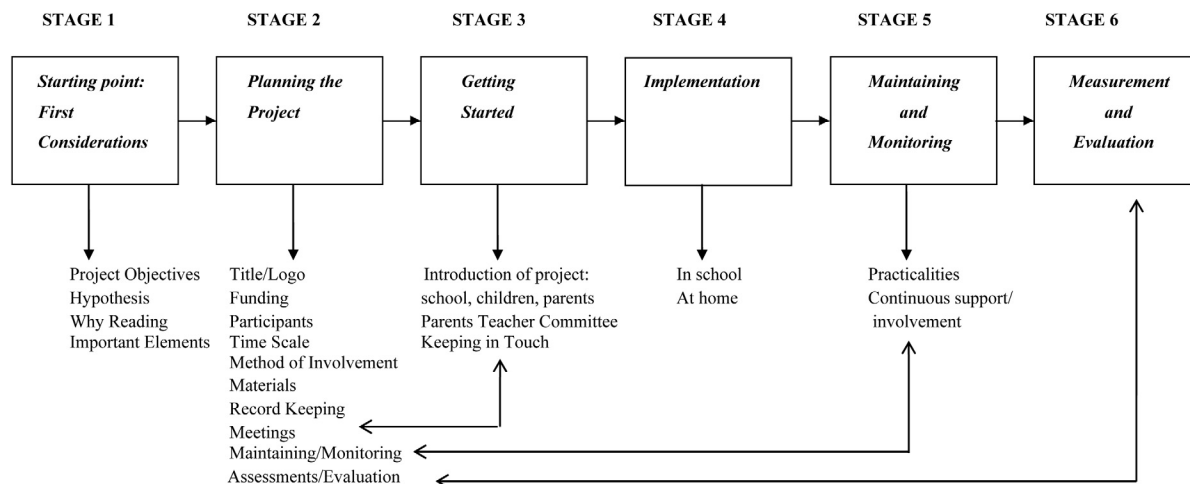 STAGE 1
STAGE 2
STAGE 3
STAGE 4
STAGE 5
STAGE 6
Starting point:
First
Considerations
Planning the
Project
Getting
Started
Implementation
Maintaining
and
Monitoring
Measurement
and
Evaluation
Project Objectives
Hypothesis
Why Reading
Important Elements
Title/Logo
Funding
Participants
Time Scale
Method of Involvement
Materials
Record Keeping
Meetings
Maintaining/Monitoring
Assessments/Evaluation
Introduction of project:
school, children, parents
Parents Teacher Committee
Keeping in Touch
In school
At home
Practicalities
Continuous support/
involvement